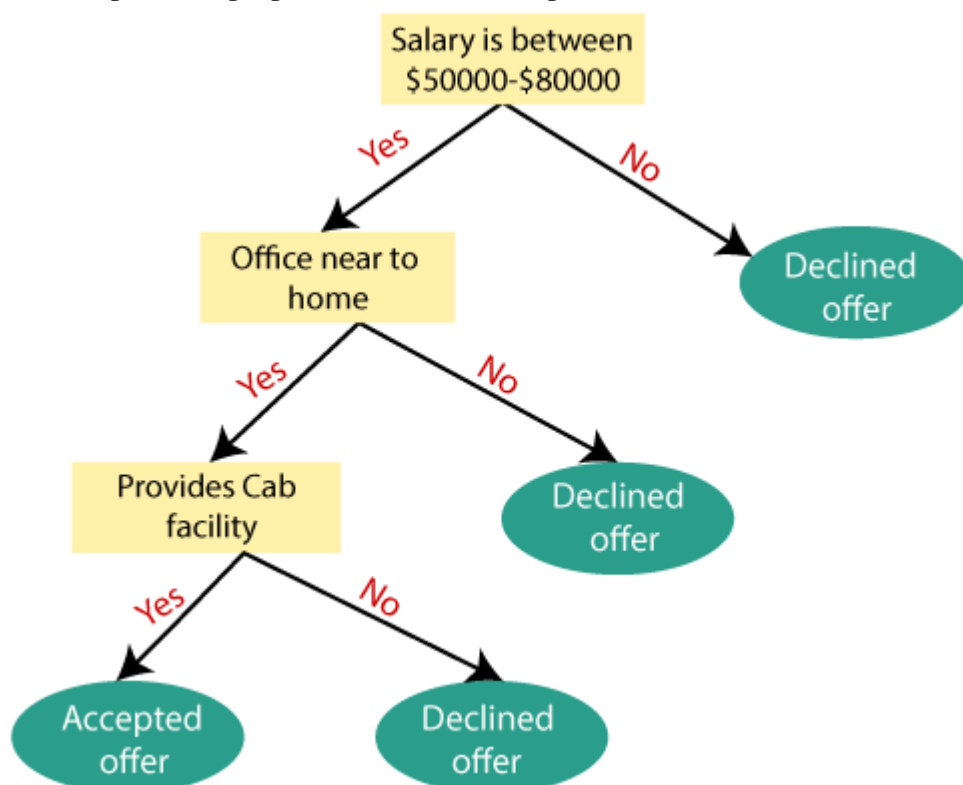 Salary is between
$50000-$80000
Yes
No
Office near to
home
Declined
offer
Yes
No
Provides Cab
facility
Declined
offer
Yes
No
Accepted
offer
Declined
offer